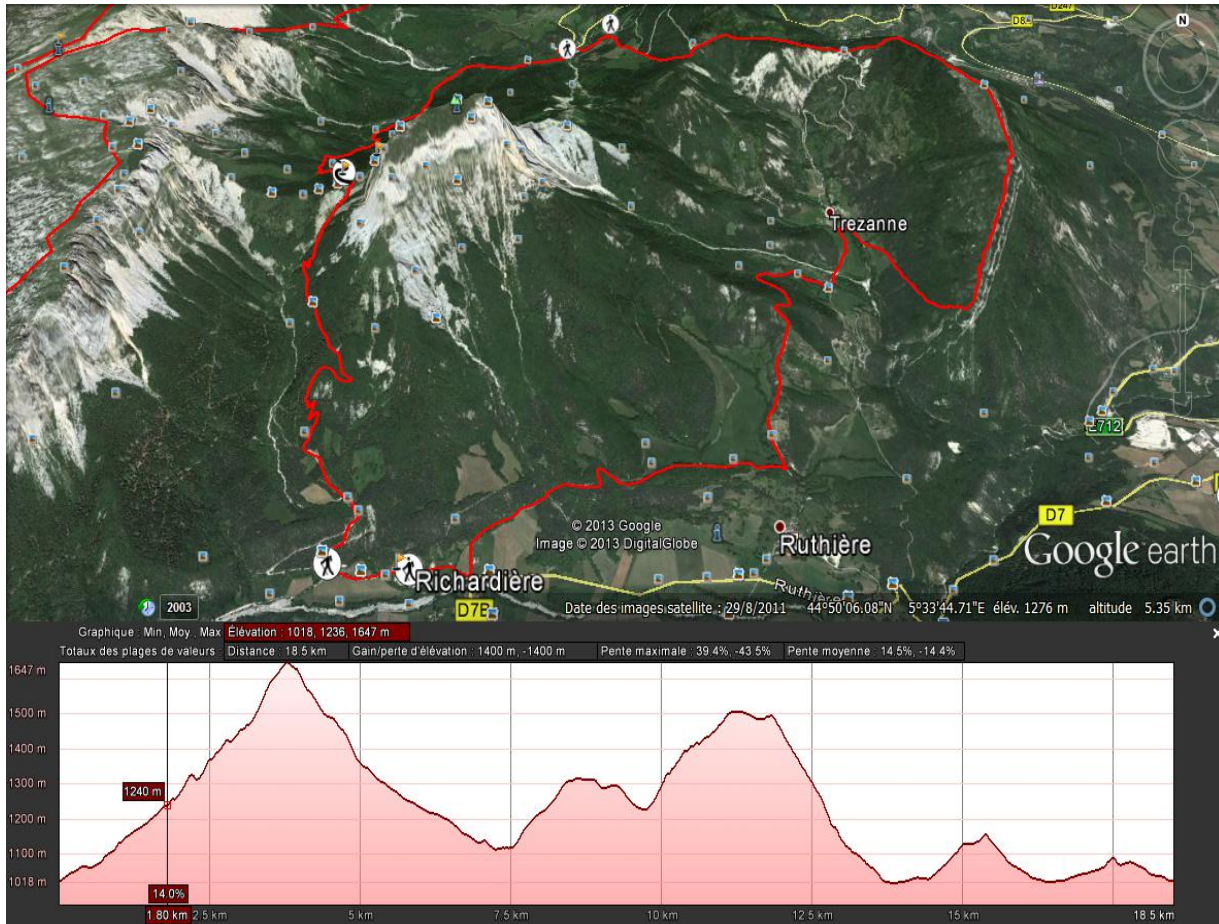 D247
D8A
N
Trezanne
E712
D7
© 2013 Google
Image © 2013 DigitalGlobe
Ruthière
Google earth
Richardière
Ruthière
D7B
2003
Date des images satellite : 29/8/2011 44°50'06.08"N 5°33'44.71"E élév. 1276 m altitude 5.35 km
Graphique : Min, Moy., Max Élévation : 1018, 1236, 1647 m
Totaux des plages de valeurs : Distance : 18.5 km Gain/perte d'élévation : 1400 m, -1400 m Pente maximale : 39.4%, -43.5% Pente moyenne : 14.5%, -14.4%
1647 m
1500 m
1400 m
1300 m
1240 m
1200 m
1100 m
1018 m
14.0%
1.80 km 2.5 km 5 km 7.5 km 10 km 12.5 km 15 km 18.5 km